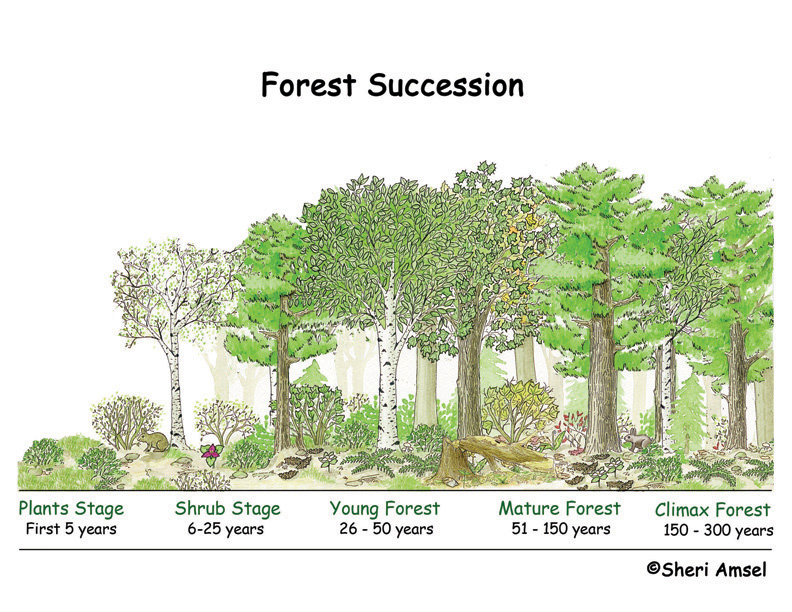 Forest Succession
Plants Stage
First 5 years
Shrub Stage
6-25 years
Young Forest
26 - 50 years
Mature Forest
51 - 150 years
Climax Forest
150 - 300 years
©Sheri Amsel